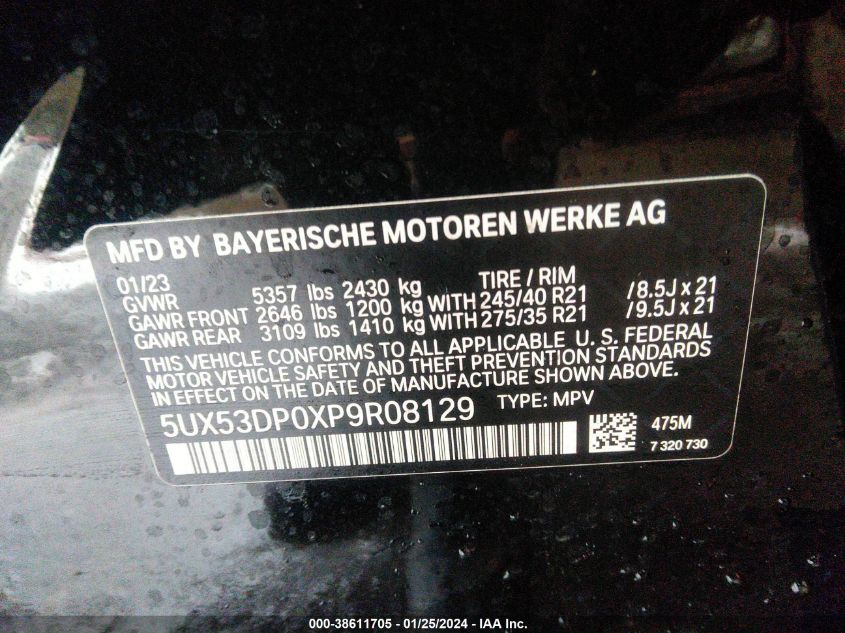 MFD BY BAYERISCHE MOTOREN WERKE AG
01/23 TIRE / RIM
GVWR 5357 lbs 2430 kg
GAWR FRONT 2646 lbs 1200 kg WITH 245/40 R21 /8.5J x 21
GAWR REAR 3109 lbs 1410 kg WITH 275/35 R21 /9.5J x 21
THIS VEHICLE CONFORMS TO ALL APPLICABLE U. S. FEDERAL
MOTOR VEHICLE SAFETY AND THEFT PREVENTION STANDARDS
IN EFFECT ON THE DATE OF MANUFACTURE SHOWN ABOVE.
5UX53DP0XP9R08129 TYPE: MPV
475M
7 320 730
000-38611705 - 01/25/2024 - IAA Inc.